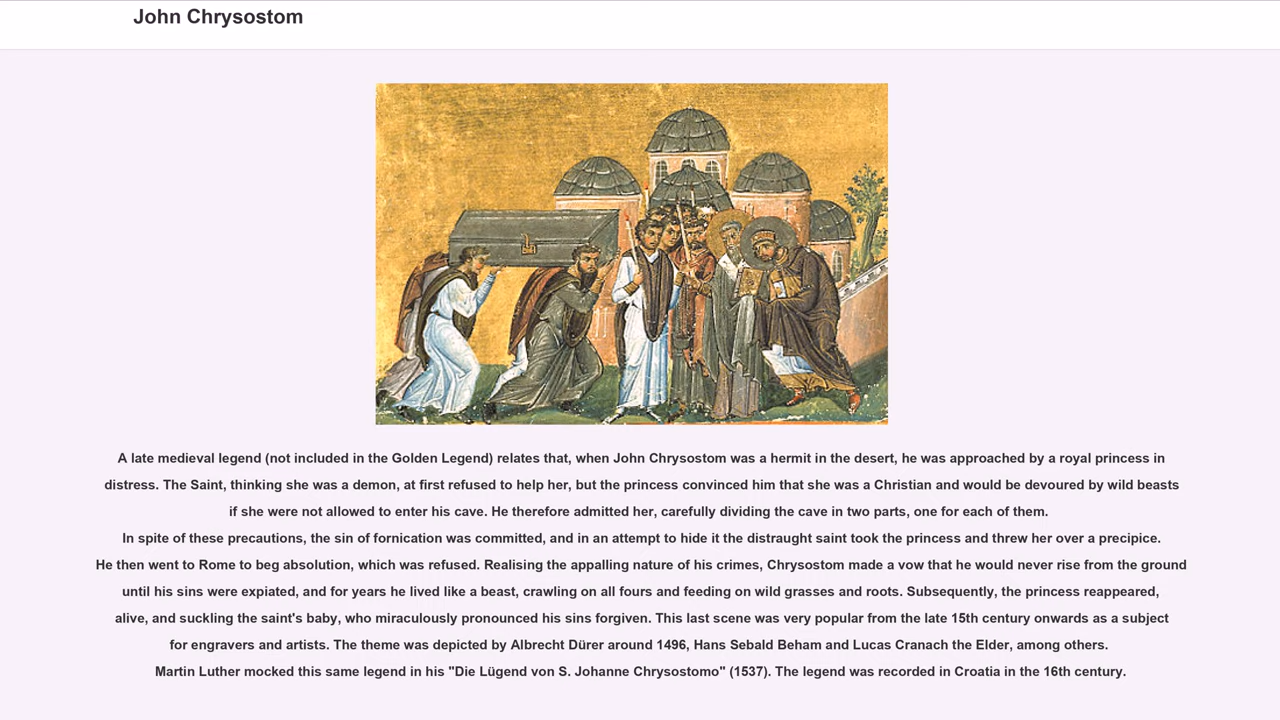 John Chrysostom
A late medieval legend (not included in the Golden Legend) relates that, when John Chrysostom was a hermit in the desert, he was approached by a royal princess in
distress. The Saint, thinking she was a demon, at first refused to help her, but the princess convinced him that she was a Christian and would be devoured by wild beasts
if she were not allowed to enter his cave. He therefore admitted her, carefully dividing the cave in two parts, one for each of them.
In spite of these precautions, the sin of fornication was committed, and in an attempt to hide it the distraught saint took the princess and threw her over a precipice.
He then went to Rome to beg absolution, which was refused. Realising the appalling nature of his crimes, Chrysostom made a vow that he would never rise from the ground
until his sins were expiated, and for years he lived like a beast, crawling on all fours and feeding on wild grasses and roots. Subsequently, the princess reappeared,
alive, and suckling the saint's baby, who miraculously pronounced his sins forgiven. This last scene was very popular from the late 15th century onwards as a subject
for engravers and artists. The theme was depicted by Albrecht Dürer around 1496, Hans Sebald Beham and Lucas Cranach the Elder, among others.
Martin Luther mocked this same legend in his "Die Lügend von S. Johanne Chrysostomo" (1537). The legend was recorded in Croatia in the 16th century.